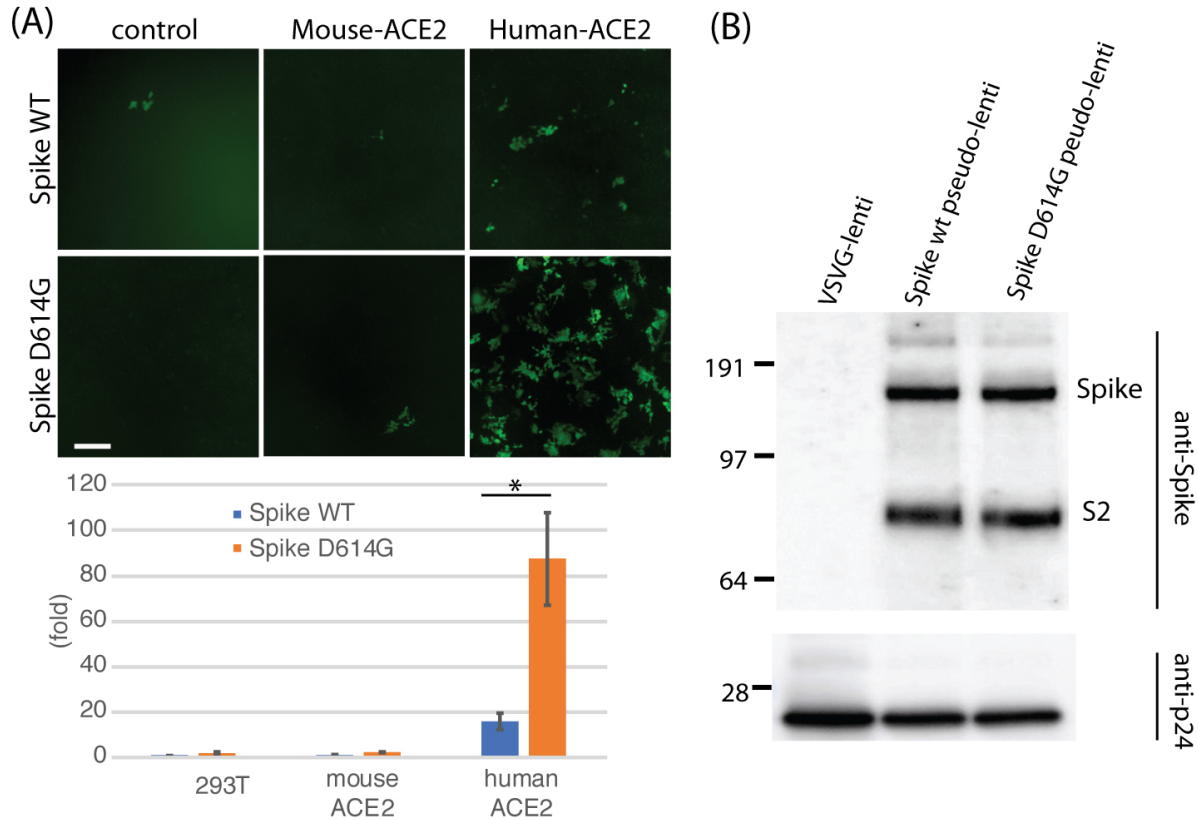 (A)
control
Mouse-ACE2
Human-ACE2
Spike WT
Spike D614G
120
100
80
60
40
20
0
(fold)
Spike WT
Spike D614G
*
293T
mouse
ACE2
human
ACE2
(B)
VSVG-lenti
Spike wt pseudo-lenti
Spike D614G peudo-lenti
191
97
64
Spike
S2
anti-Spike
28
anti-p24